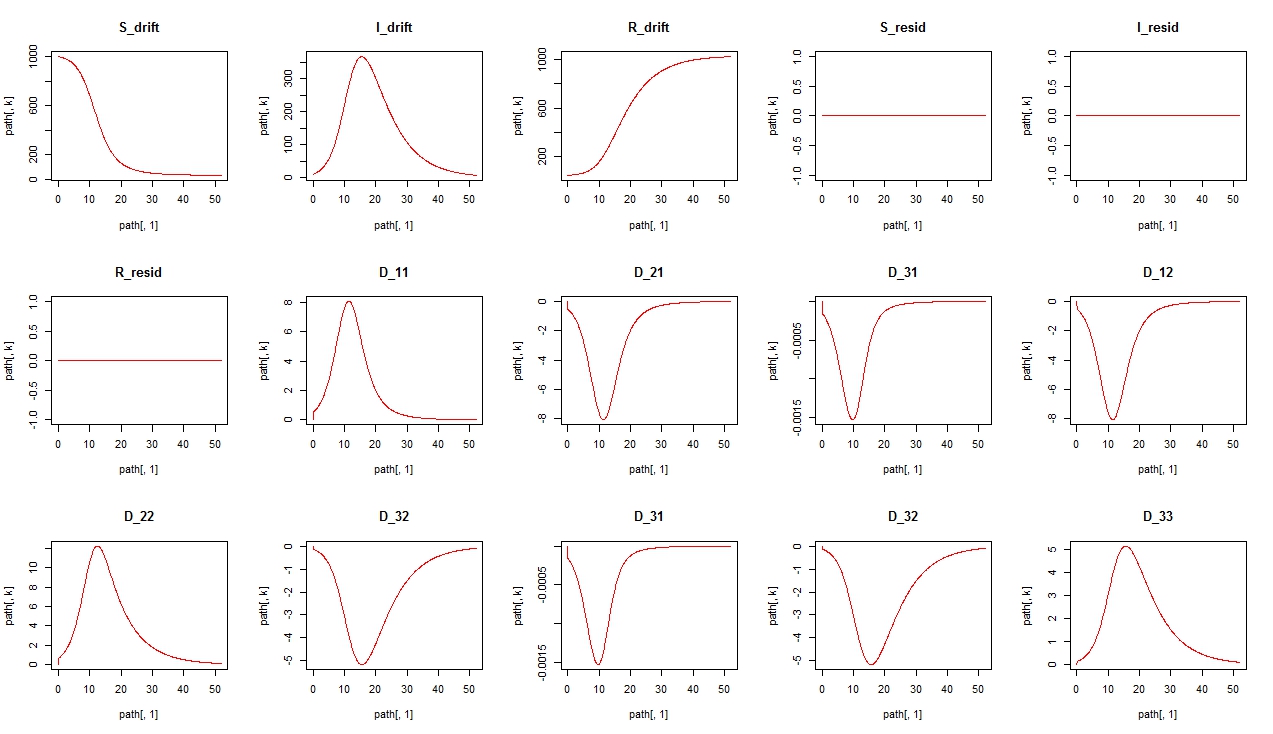 S_drift I_drift R_drift S_resid I_resid
path[, k] path[, k] path[, k] path[, k] path[, k]
1000 600 200 0
300 200 100 0
1000 600 200
1.0 0.5 0.0 -0.5 -1.0
1.0 0.5 0.0 -0.5 -1.0
0 10 20 30 40 50 0 10 20 30 40 50 0 10 20 30 40 50 0 10 20 30 40 50 0 10 20 30 40 50
path[, 1] path[, 1] path[, 1] path[, 1] path[, 1]
R_resid D_11 D_21 D_31 D_12
path[, k] path[, k] path[, k] path[, k] path[, k]
1.0 0.5 0.0 -0.5 -1.0
8 6 4 2 0
0 -2 -4 -6 -8
-0.0005 -0.0015
0 -2 -4 -6 -8
0 10 20 30 40 50 0 10 20 30 40 50 0 10 20 30 40 50 0 10 20 30 40 50 0 10 20 30 40 50
path[, 1] path[, 1] path[, 1] path[, 1] path[, 1]
D_22 D_32 D_31 D_32 D_33
path[, k] path[, k] path[, k] path[, k] path[, k]
10 8 6 4 2 0
0 -1 -2 -3 -4 -5
-0.0005 -0.0015
0 -1 -2 -3 -4 -5
5 4 3 2 1 0
0 10 20 30 40 50 0 10 20 30 40 50 0 10 20 30 40 50 0 10 20 30 40 50 0 10 20 30 40 50
path[, 1] path[, 1] path[, 1] path[, 1] path[, 1]